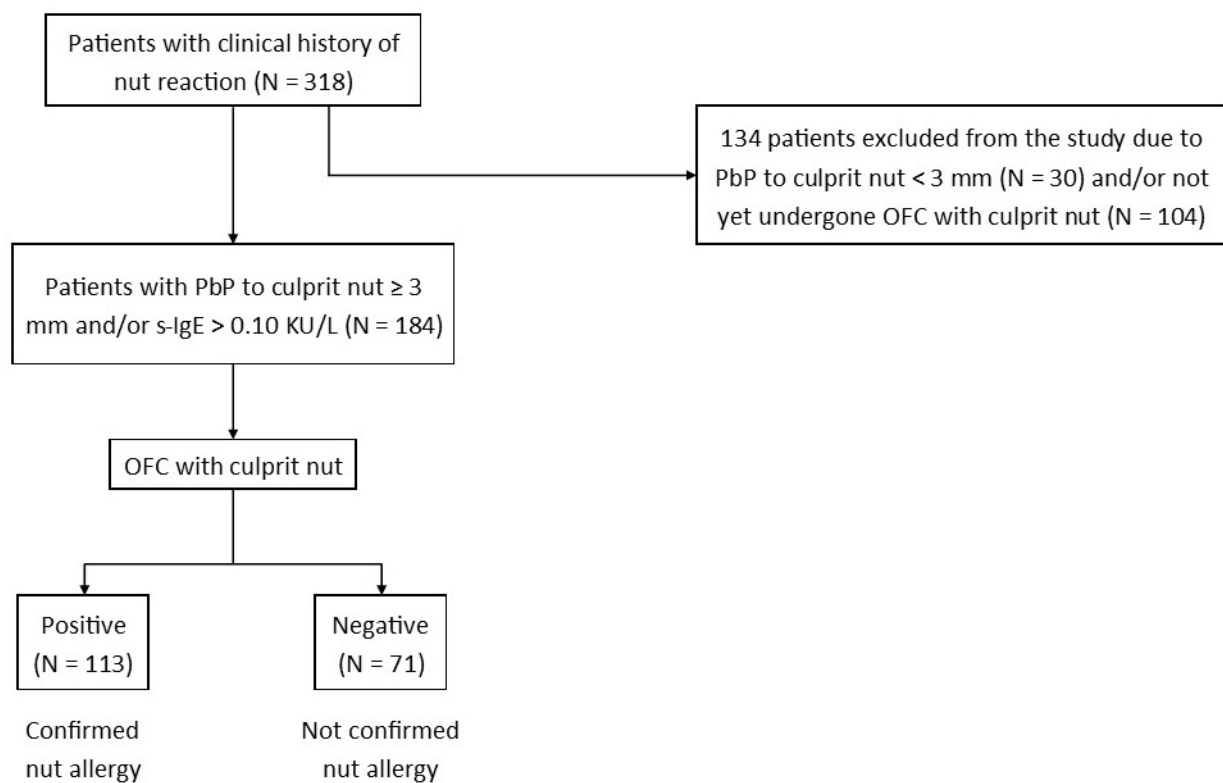 Patients with clinical history of
nut reaction (N = 318)
134 patients excluded from the study due to
PbP to culprit nut < 3 mm (N = 30) and/or not
yet undergone OFC with culprit nut (N = 104)
Patients with PbP to culprit nut ≥ 3
mm and/or s-IgE > 0.10 KU/L (N = 184)
OFC with culprit nut
Positive
(N = 113)
Negative
(N = 71)
Confirmed
nut allergy
Not confirmed
nut allergy